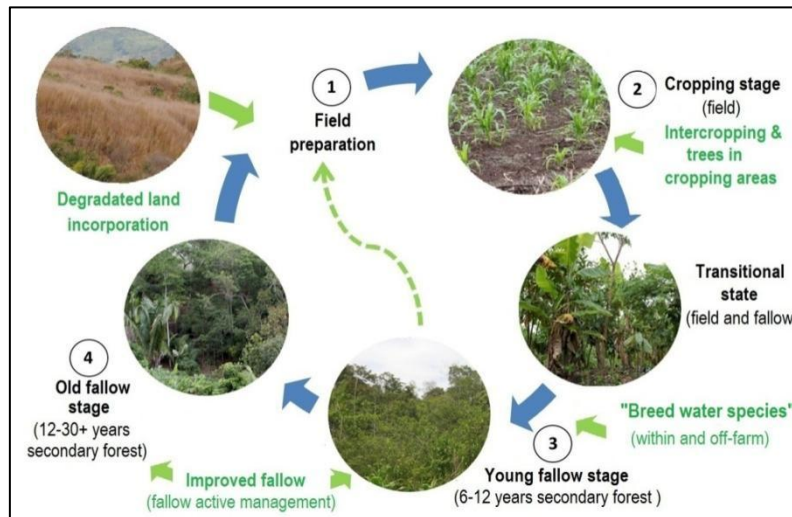 1
Field
preparation
2
Cropping stage
(field)
Intercropping &
trees in
cropping areas
Transitional
state
(field and fallow)
"Breed water species"
(within and off-farm)
3
Young fallow stage
(6-12 years secondary forest )
Improved fallow
(fallow active management)
4
Old fallow
stage
(12-30+ years
secondary forest)
Degradated land
incorporation